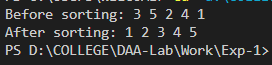 Before sorting: 3 5 2 4 1
After sorting: 1 2 3 4 5
PS D:\COLLEGE\DAA-Lab\Work\Exp-1>